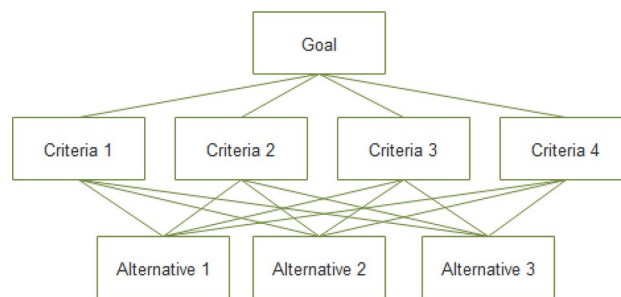 Goal
Criteria 1
Criteria 2
Criteria 3
Criteria 4
Alternative 1
Alternative 2
Alternative 3